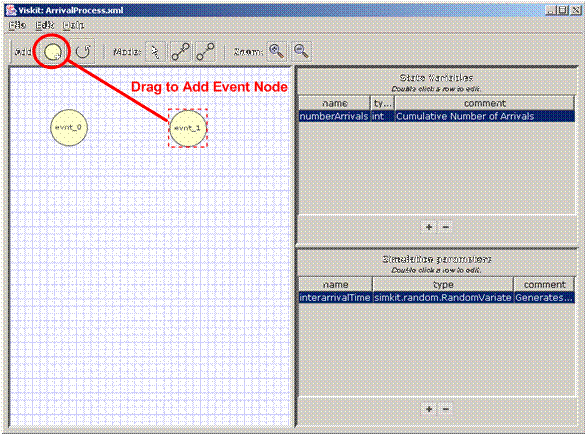 Viskit: ArrivalProcess.xml
File Edit Help
Add: Mode: Zoom:
Drag to Add Event Node
evnt_0
evnt_1
State Variables
Double click a row to edit.
name ty... comment
numberArrivals int Cumulative Number of Arrivals
+ −
Simulation parameters
Double click a row to edit.
name type comment
interarrivalTime simkit.random.RandomVariate Generates...
+ −